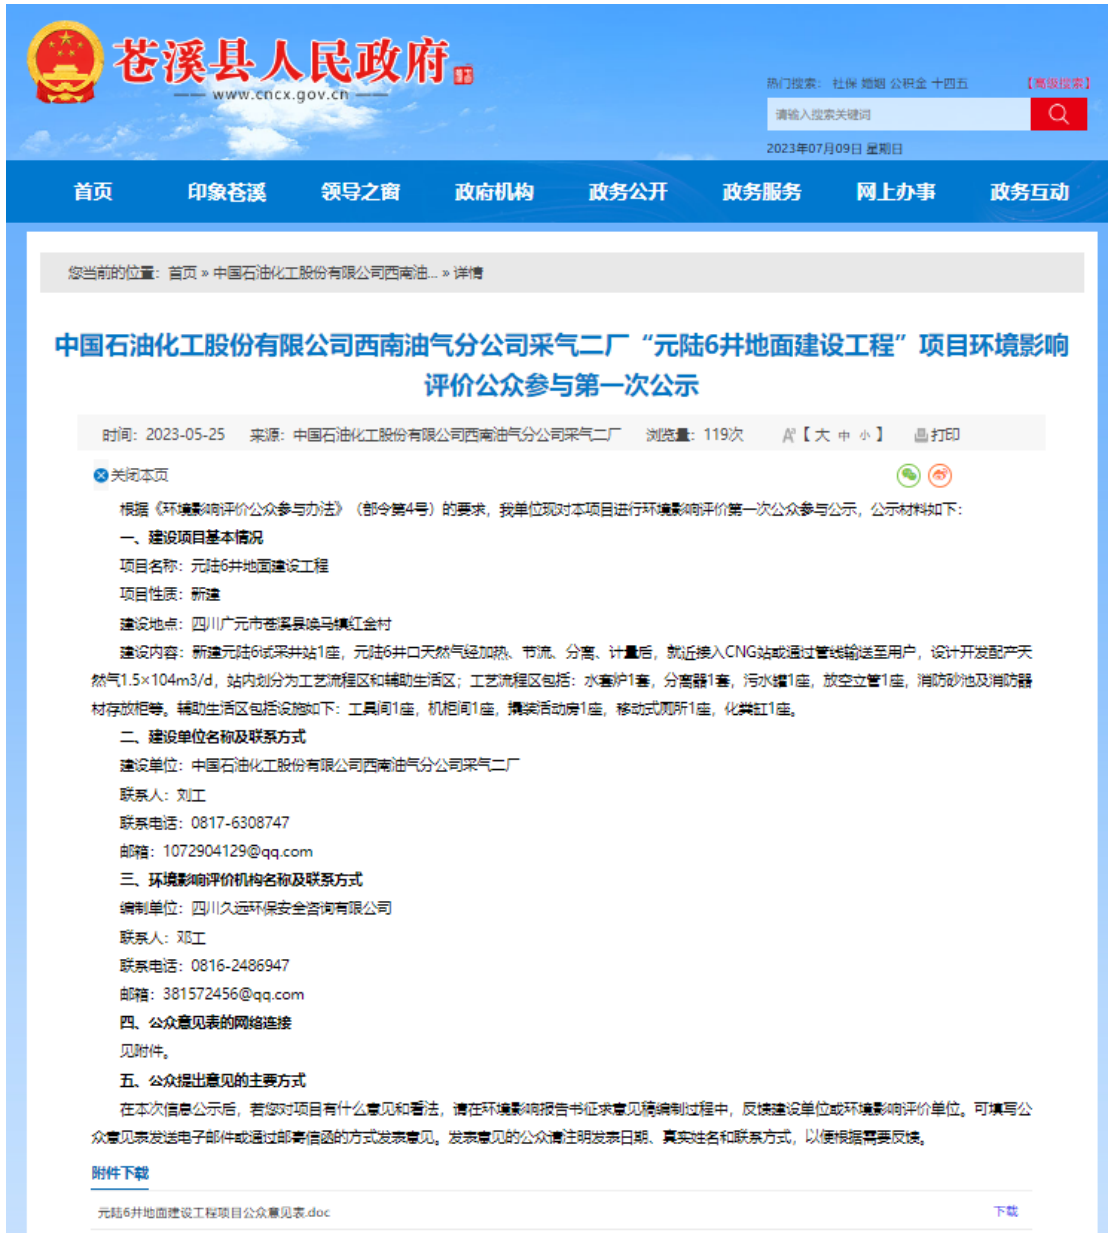 苍溪县人民政府
www.cncx.gov.cn
热门搜索： 社保 婚姻 公积金 十四五 【高级搜索】
请输入搜索关键词
2023年07月09日 星期日
首页 印象苍溪 领导之窗 政府机构 政务公开 政务服务 网上办事 政务互动
您当前的位置：首页 » 中国石油化工股份有限公司西南油... » 详情
中国石油化工股份有限公司西南油气分公司采气二厂“元陆6井地面建设工程”项目环境影响
评价公众参与第一次公示
时间：2023-05-25 来源：中国石油化工股份有限公司西南油气分公司采气二厂 浏览量：119次 【 大 中 小 】 打印
关闭本页
根据《环境影响评价公众参与办法》（部令第4号）的要求，我单位现对本项目进行环境影响评价第一次公众参与公示，公示材料如下：
一、建设项目基本情况
项目名称：元陆6井地面建设工程
项目性质：新建
建设地点：四川广元市苍溪县唤马镇红金村
建设内容：新建元陆6试采井站1座，元陆6井口天然气经加热、节流、分离、计量后，就近接入CNG站或通过管线输送至用户，设计开发配产天
然气1.5×104m3/d，站内划分为工艺流程区和辅助生活区；工艺流程区包括：水套炉1套，分离器1套，污水罐1座，放空立管1座，消防砂池及消防器
材存放柜等。辅助生活区包括设施如下：工具间1座，机柜间1座，撬装活动房1座，移动式厕所1座，化粪缸1座。
二、建设单位名称及联系方式
建设单位：中国石油化工股份有限公司西南油气分公司采气二厂
联系人：刘工
联系电话：0817-6308747
邮箱：1072904129@qq.com
三、环境影响评价机构名称及联系方式
编制单位：四川久远环保安全咨询有限公司
联系人：邓工
联系电话：0816-2486947
邮箱：381572456@qq.com
四、公众意见表的网络连接
见附件。
五、公众提出意见的主要方式
在本次信息公示后，若您对项目有什么意见和看法，请在环境影响报告书征求意见稿编制过程中，反馈建设单位或环境影响评价单位。可填写公
众意见表发送电子邮件或通过邮寄信函的方式发表意见。发表意见的公众请注明发表日期、真实姓名和联系方式，以便根据需要反馈。
附件下载
元陆6井地面建设工程项目公众意见表.doc 下载